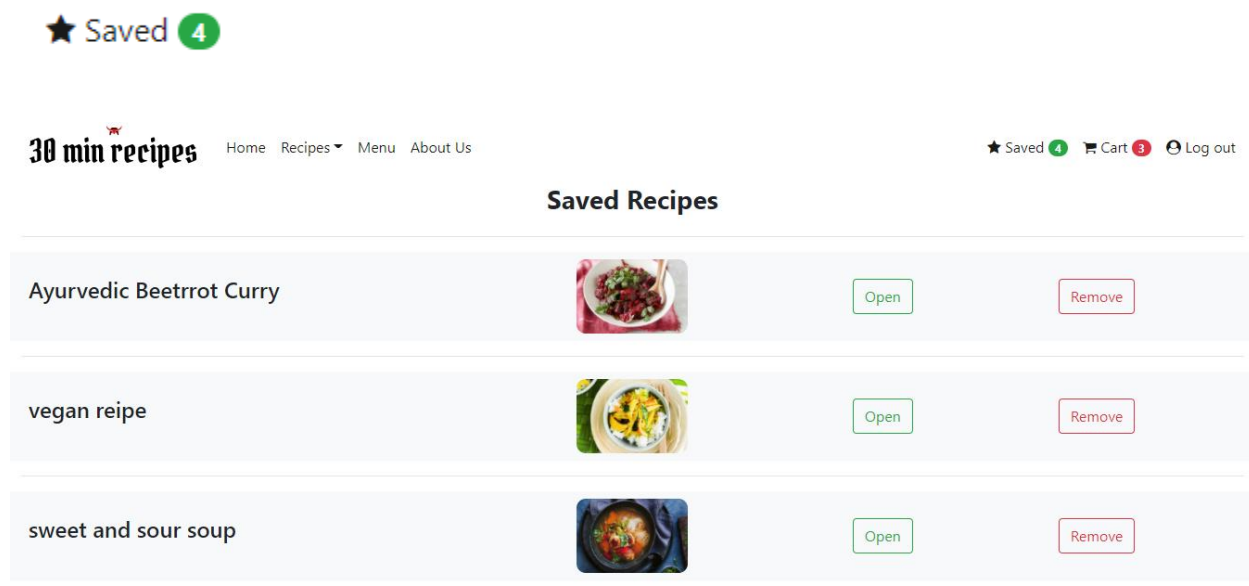 Saved 4
30 min recipes Home Recipes Menu About Us Saved 4 Cart 3 Log out
Saved Recipes
Ayurvedic Beetrrot Curry Open Remove
vegan reipe Open Remove
sweet and sour soup Open Remove